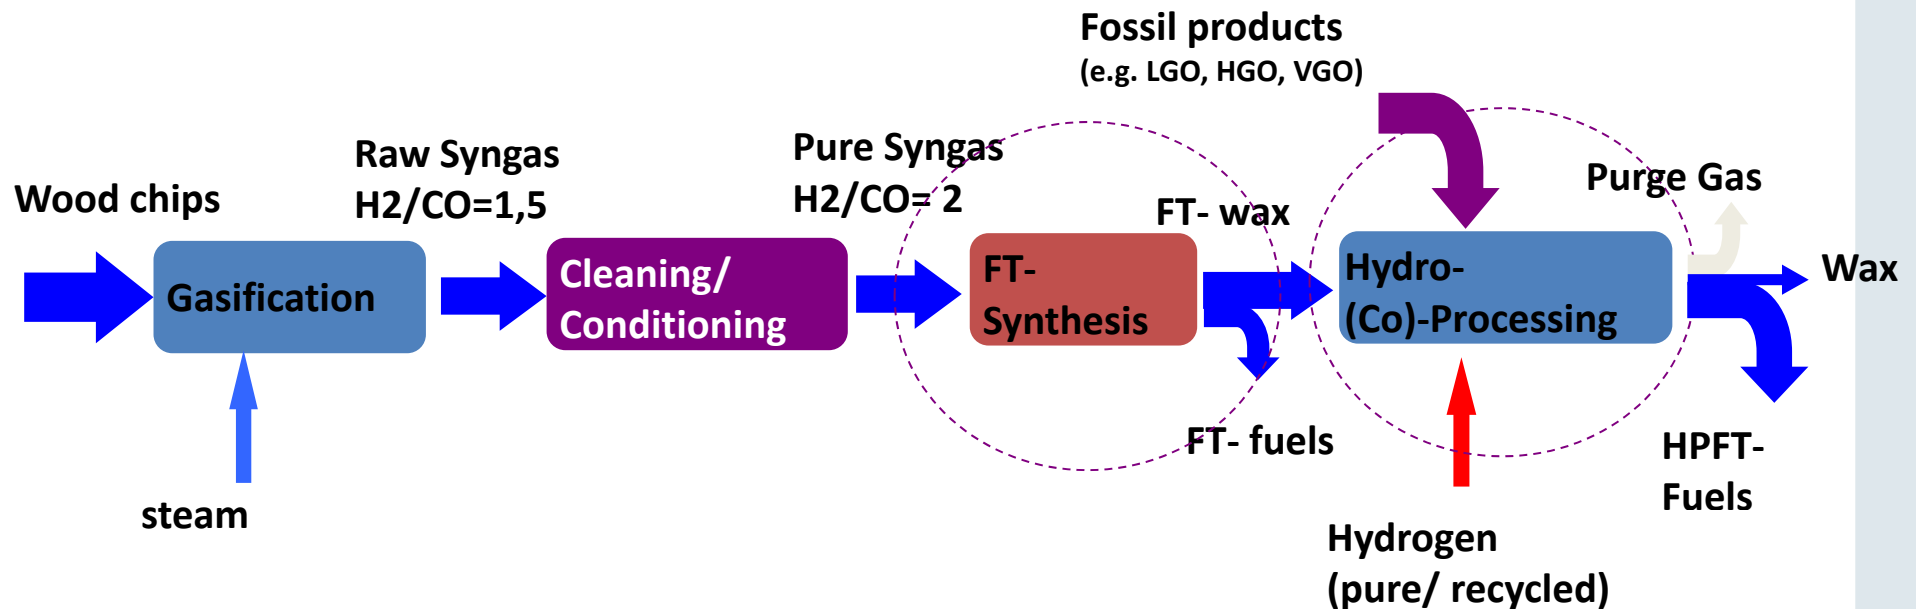 Fossil products
(e.g. LGO, HGO, VGO)
Wood chips
Raw Syngas
H2/CO=1,5
Pure Syngas
H2/CO= 2
FT- wax
Purge Gas
Gasification
Cleaning/
Conditioning
FT-
Synthesis
Hydro-
(Co)-Processing
Wax
steam
FT- fuels
HPFT-
Fuels
Hydrogen
(pure/ recycled)